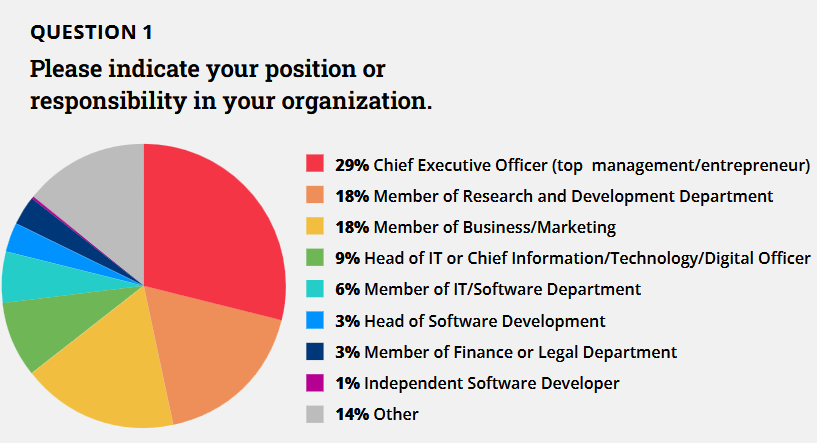 QUESTION 1
Please indicate your position or
responsibility in your organization.
29% Chief Executive Officer (top management/entrepreneur)
18% Member of Research and Development Department
18% Member of Business/Marketing
9% Head of IT or Chief Information/Technology/Digital Officer
6% Member of IT/Software Department
3% Head of Software Development
3% Member of Finance or Legal Department
1% Independent Software Developer
14% Other